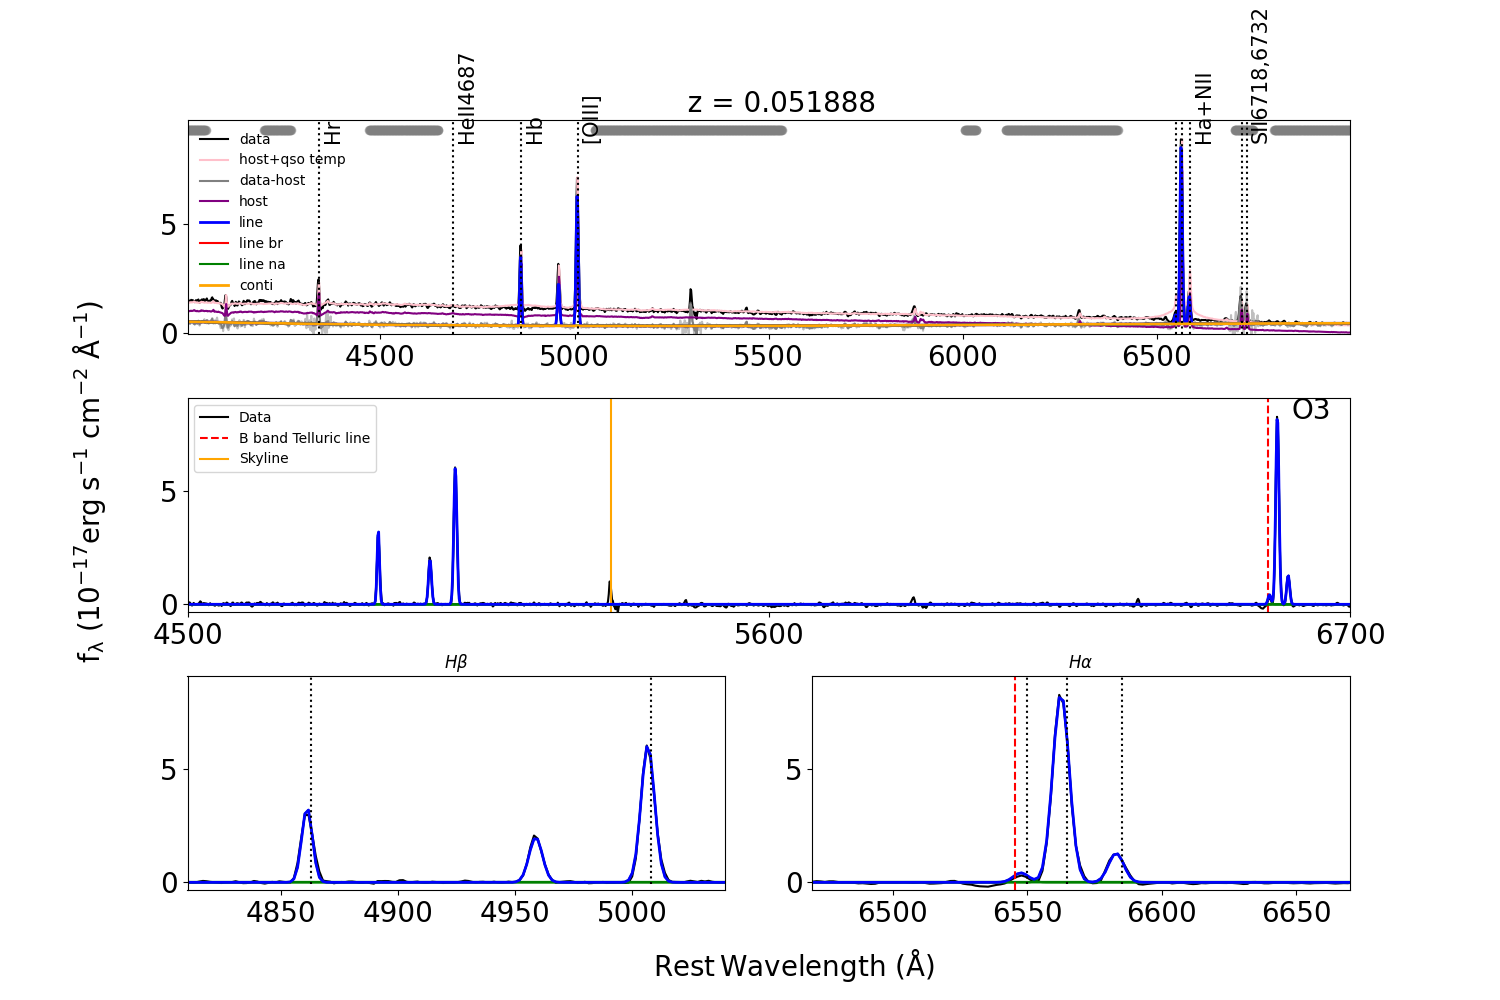 z = 0.051888
Hr
HeII4687
Hb
[OIII]
Ha+NII
SII6718,6732
data
host+qso temp
data-host
host
line
line br
line na
conti
5
0
4500
5000
5500
6000
6500
f_λ (10^{-17}erg s^{-1} cm^{-2} Å^{-1})
Data
B band Telluric line
Skyline
O3
5
0
4500
5600
6700
Hβ
5
0
4850
4900
4950
5000
Hα
5
0
6500
6550
6600
6650
Rest Wavelength (Å)